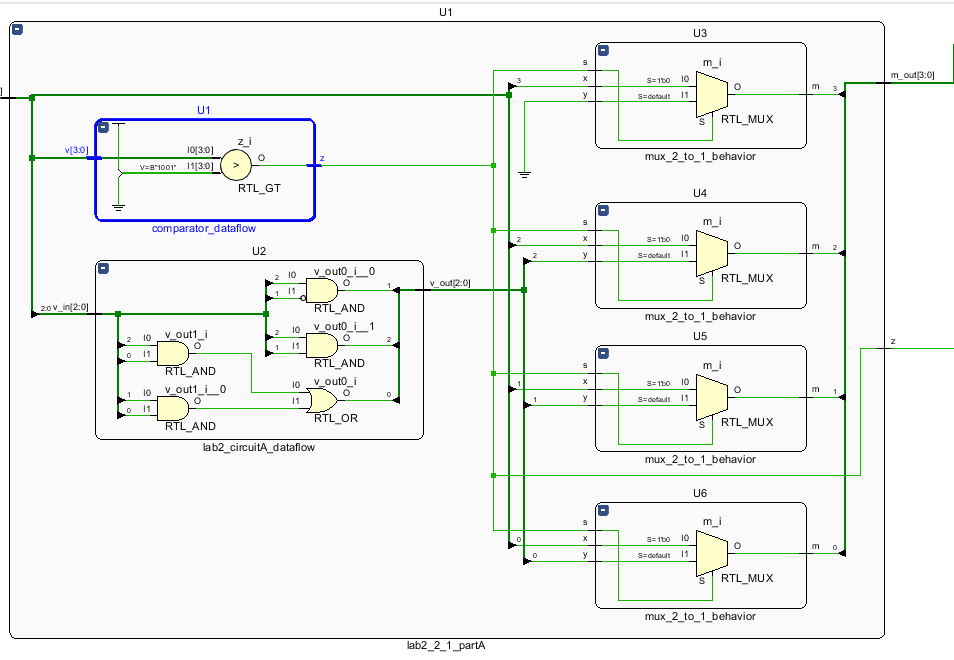 U1
]
m_out[3:0]
z
lab2_2_1_partA
U1
v[3:0]
z_i
I0[3:0]
I1[3:0]
V=B"1001"
>
O
RTL_GT
z
comparator_dataflow
U2
2:0 v_in[2:0]
v_out0_i__0
2 I0
1 I1
O
1
RTL_AND
v_out[2:0]
v_out0_i__1
2 I0
1 I1
O
2
RTL_AND
v_out1_i
2 I0
0 I1
O
RTL_AND
v_out0_i
I0
I1
O
0
RTL_OR
v_out1_i__0
1 I0
0 I1
O
RTL_AND
lab2_circuitA_dataflow
U3
s
3 x
y
m_i
S=1'b0 I0
S=default I1
O
S
RTL_MUX
m 3
mux_2_to_1_behavior
U4
s
2 x
2 y
m_i
S=1'b0 I0
S=default I1
O
S
RTL_MUX
m 2
mux_2_to_1_behavior
U5
s
1 x
1 y
m_i
S=1'b0 I0
S=default I1
O
S
RTL_MUX
m 1
mux_2_to_1_behavior
U6
s
0 x
0 y
m_i
S=1'b0 I0
S=default I1
O
S
RTL_MUX
m 0
mux_2_to_1_behavior